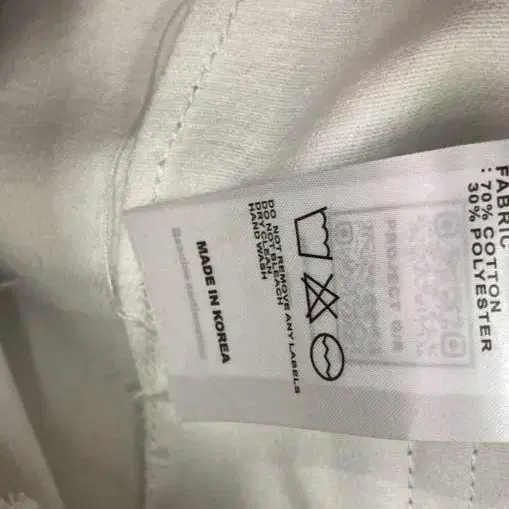 FABRIC
: 70% COTTON
30% POLYESTER
DO NOT REMOVE ANY LABELS
DO NOT BLEACH
DRY CLEAN
HAND WASH
MADE IN KOREA